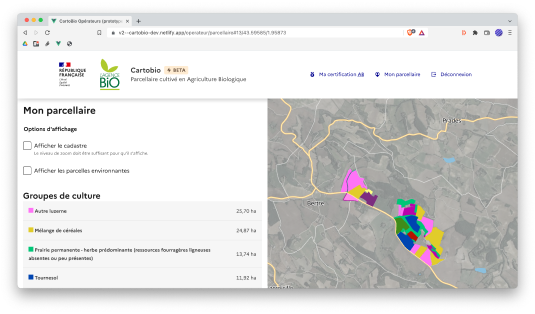 CartoBio Opérateurs (prototype
v2--cartobio-dev.netlify.app/operateur/parcellaire#13/43.59585/1.95873
RÉPUBLIQUE
FRANÇAISE
L'AGENCE
BIO
Cartobio BETA
Parcellaire cultivé en Agriculture Biologique
Ma certification AB
Mon parcellaire
Déconnexion
Mon parcellaire
Options d'affichage
Afficher le cadastre
Le niveau de zoom doit être suffisant pour qu'il s'affiche.
Afficher les parcelles environnantes
Groupes de culture
Autre luzerne 25,70 ha
Mélange de céréales 24,87 ha
Prairie permanente - herbe prédominante (ressources fourragères ligneuses
absentes ou peu présentes) 13,74 ha
Tournesol 11,92 ha
Prades
Bertre